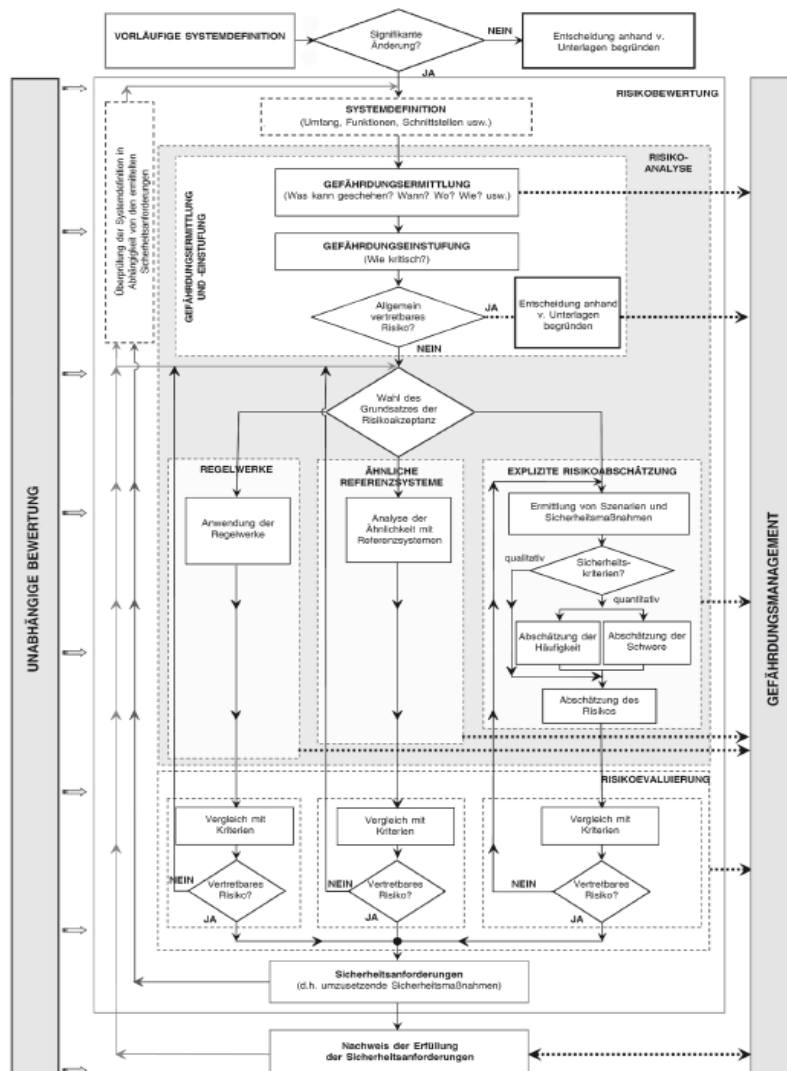 VORLÄUFIGE SYSTEMDEFINITION
Signifikante
Änderung?
NEIN
Entscheidung anhand v.
Unterlagen begründen
JA
RISIKOBEWERTUNG
SYSTEMDEFINITION
(Umfang, Funktionen, Schnittstellen usw.)
Überprüfung der Systemdefinition in
Abhängigkeit von den ermittelten
Sicherheitsanforderungen
RISIKO-
ANALYSE
GEFÄHRDUNGSERMITTLUNG
UND -EINSTUFUNG
GEFÄHRDUNGSERMITTLUNG
(Was kann geschehen? Wann? Wo? Wie? usw.)
GEFÄHRDUNGSEINSTUFUNG
(Wie kritisch?)
Allgemein
vertretbares
Risiko?
JA
Entscheidung anhand
v. Unterlagen
begründen
NEIN
Wahl des
Grundsatzes der
Risikoakzeptanz
REGELWERKE
ÄHNLICHE
REFERENZSYSTEME
EXPLIZITE RISIKOABSCHÄTZUNG
Anwendung der
Regelwerke
Analyse der
Ähnlichkeit mit
Referenzsystemen
Ermittlung von Szenarien und
Sicherheitsmaßnahmen
qualitativ
Sicherheits-
kriterien?
quantitativ
Abschätzung der
Häufigkeit
Abschätzung der
Schwere
Abschätzung des
Risikos
UNABHÄNGIGE BEWERTUNG
GEFÄHRDUNGSMANAGEMENT
RISIKOEVALUIERUNG
Vergleich mit
Kriterien
Vergleich mit
Kriterien
Vergleich mit
Kriterien
NEIN
Vertretbares
Risiko?
JA
NEIN
Vertretbares
Risiko?
JA
NEIN
Vertretbares
Risiko?
JA
Sicherheitsanforderungen
(d.h. umzusetzende Sicherheitsmaßnahmen)
Nachweis der Erfüllung
der Sicherheitsanforderungen